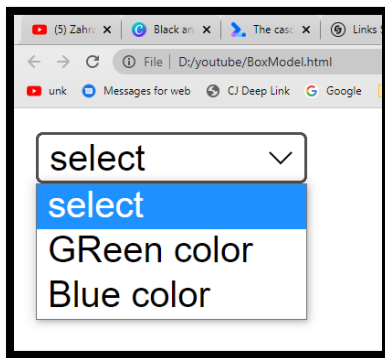 (5) Zahra x Black an x The casc x Links S
File | D:/youtube/BoxModel.html
unk Messages for web CJ Deep Link Google
select
select
GReen color
Blue color